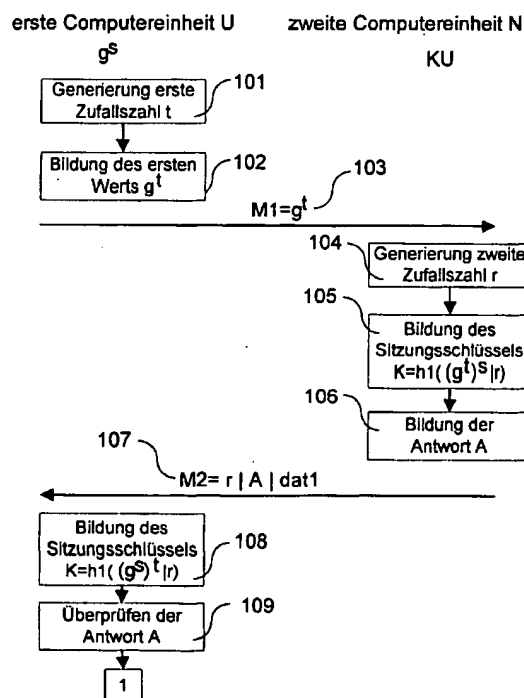 erste Computereinheit U zweite Computereinheit N
g^s KU
Generierung erste
Zufallszahl t
101
Bildung des ersten
Werts g^t
102
103
M1=g^t
104
Generierung zweite
Zufallszahl r
105
Bildung des
Sitzungsschlüssels
K=h1( (g^t)^s |r)
106
Bildung der
Antwort A
107
M2= r | A | dat1
Bildung des
Sitzungsschlüssels
K=h1( (g^s)^t |r)
108
Überprüfen der
Antwort A
109
1